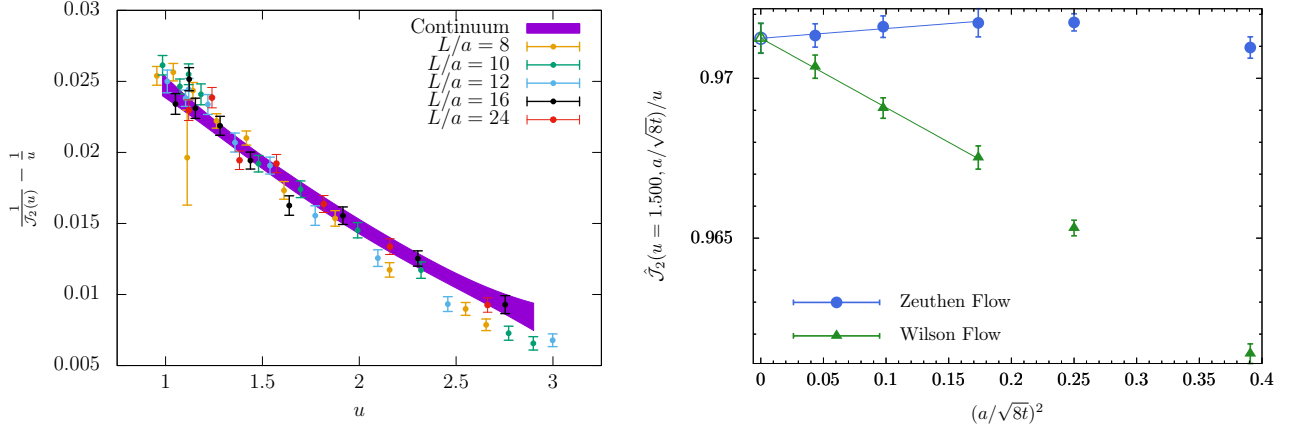 0.03
0.025
0.02
0.015
0.01
0.005
1
1.5
2
2.5
3
u
1/𝒥₂(u) − 1/u
Continuum
L/a = 8
L/a = 10
L/a = 12
L/a = 16
L/a = 24
0.97
0.965
0
0.05
0.1
0.15
0.2
0.25
0.3
0.35
0.4
(a/√8t)²
𝒥̂₂(u = 1.500, a/√8t)/u
Zeuthen Flow
Wilson Flow